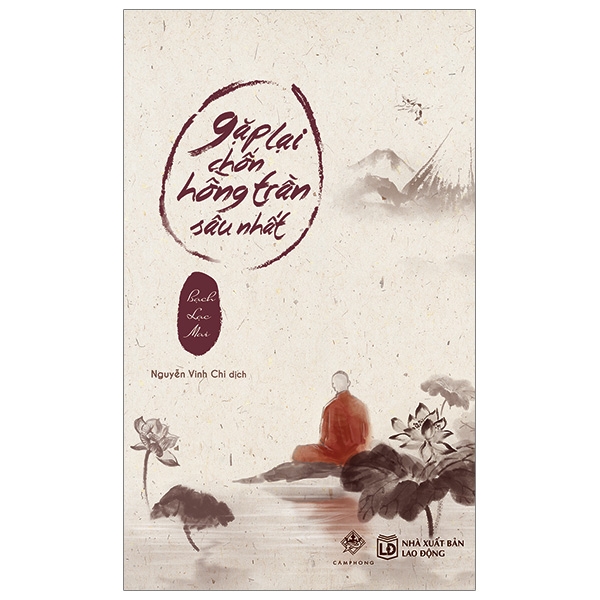 gặp lại
chốn
hồng trần
sâu nhất
Bạch
Lạc
Mai
Nguyễn Vinh Chi dịch
CAMPHONG
LĐ
NHÀ XUẤT BẢN
LAO ĐỘNG